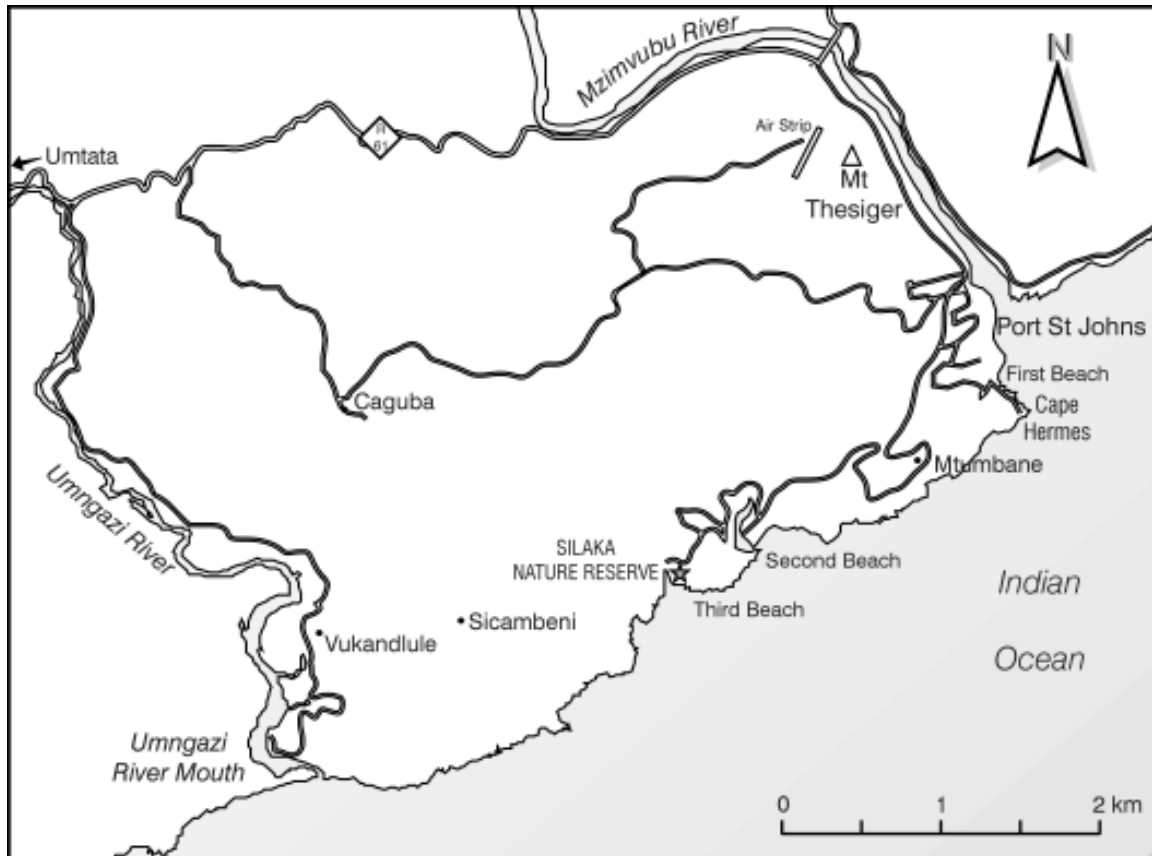 N
Mzimvubu River
Air Strip
R
61
Umtata
Mt
Thesiger
Port St Johns
First Beach
Cape
Hermes
Caguba
Mtumbane
Umngazi River
SILAKA
NATURE RESERVE
Second Beach
Indian
Ocean
Third Beach
Sicambeni
Vukandlule
Umngazi
River Mouth
0 1 2 km